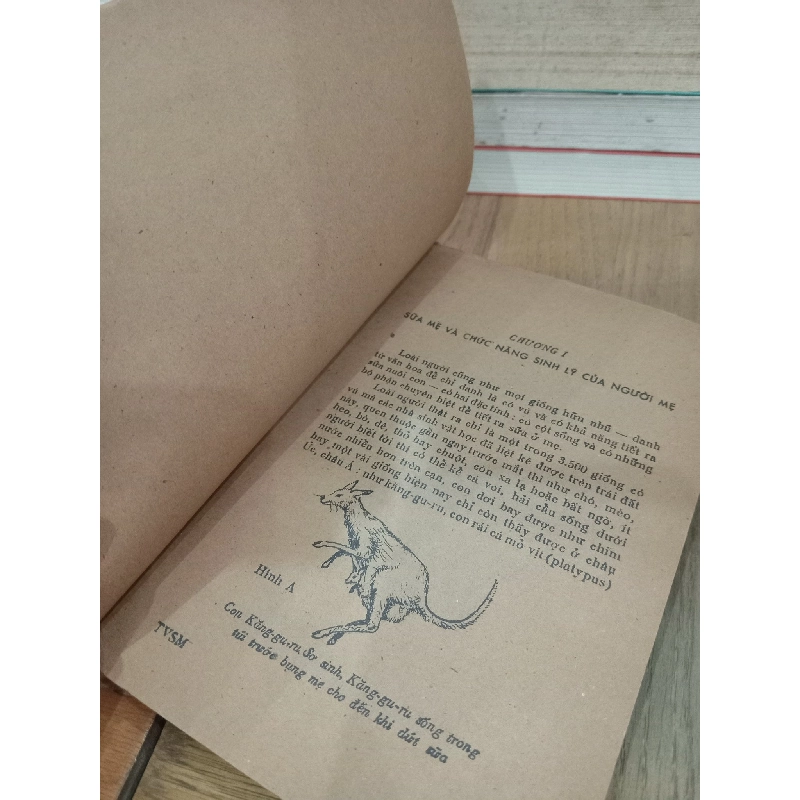 CHƯƠNG I
SỮA MẸ VÀ CHỨC NĂNG SINH LÝ CỦA NGƯỜI MẸ
*
Loài người cũng như mọi giống hữu nhũ — danh
từ văn hoa để chỉ danh là có vú và có khả năng tiết ra
sữa nuôi con — có hai đặc tính : có cột sống và có những
bộ phận chuyên biệt để tiết ra sữa ở mẹ.
Loài người thật ra chỉ là một trong 3.500 giống có
vú mà các nhà sinh vật học đã liệt kê được trên trái đất
này, quen thuộc gần ngay trước mắt thì như chó, mèo,
heo, bò, dê, thỏ hay chuột, còn xa lạ hoặc bất ngờ, ít
người biết tới thì có thể kể cá voi, hải cẩu sống dưới
nước nhiều hơn trên cạn, con dơi bay được như chim
hay một vài giống hiện nay chỉ còn thấy được ở châu
Úc, châu Á : như kăng-gu-ru, con rái cá mỏ vịt (platypus)
Hình A
Con Kăng-gu-ru Sơ sinh, Kăng-gu-ru sống trong
túi trước bụng mẹ cho đến khi dứt sữa
TVSM